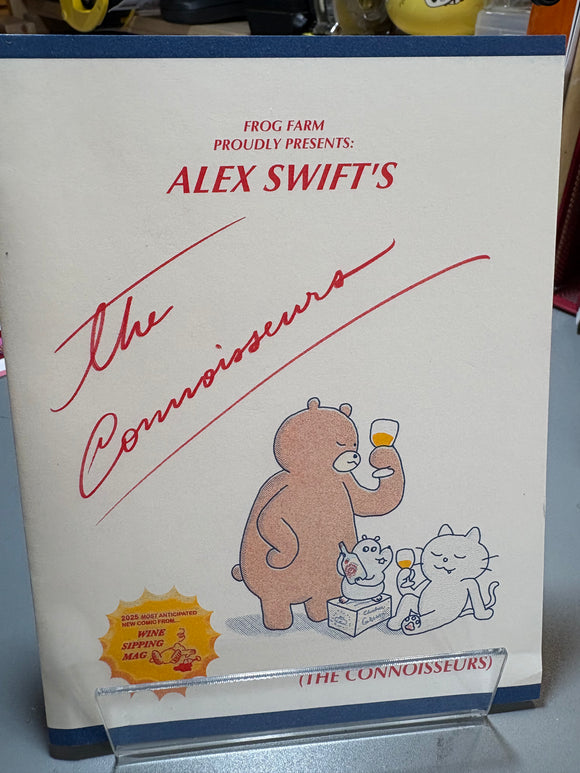 FROG FARM
PROUDLY PRESENTS:
ALEX SWIFT'S
The
Connoisseurs
2025 MOST ANTICIPATED
NEW COMIC FROM...
WINE
SIPPING
MAG
(THE CONNOISSEURS)